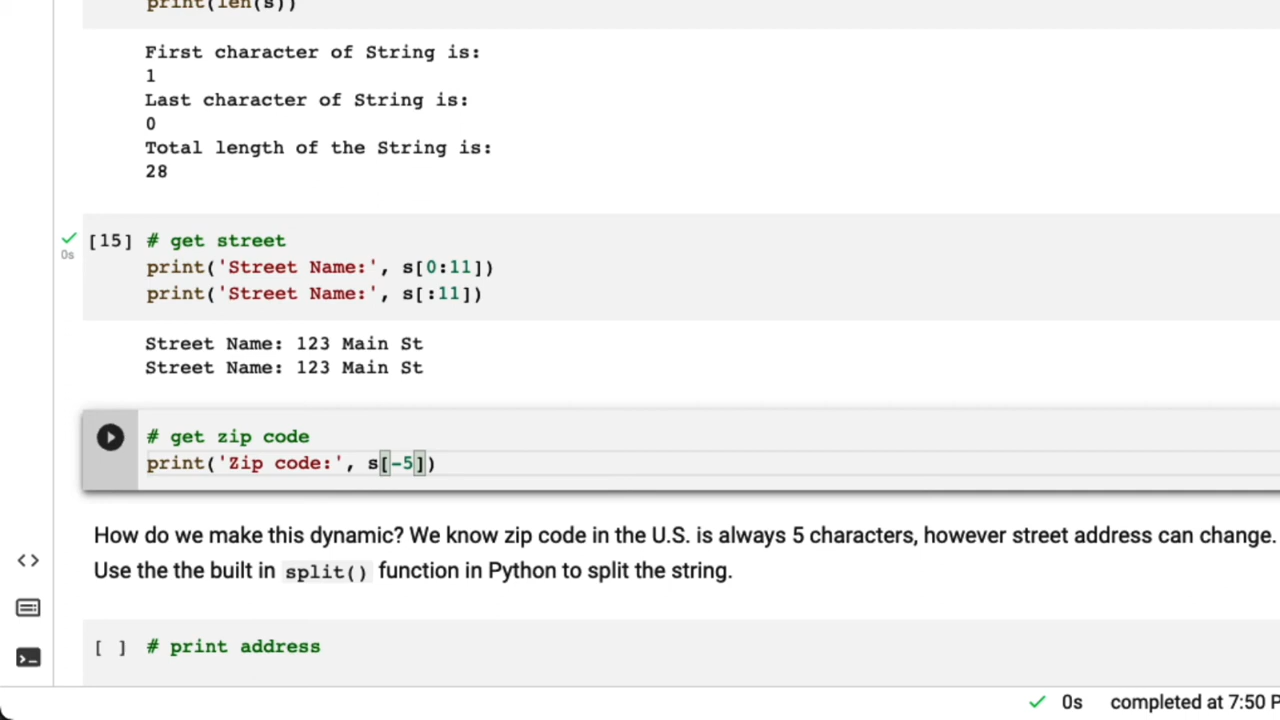 print(len(s))
First character of String is:
1
Last character of String is:
0
Total length of the String is:
28
[15] # get street
0s
print('Street Name:', s[0:11])
print('Street Name:', s[:11])
Street Name: 123 Main St
Street Name: 123 Main St
# get zip code
print('Zip code:', s[-5])
How do we make this dynamic? We know zip code in the U.S. is always 5 characters, however street address can change.
Use the the built in split() function in Python to split the string.
[ ] # print address
0s completed at 7:50 P